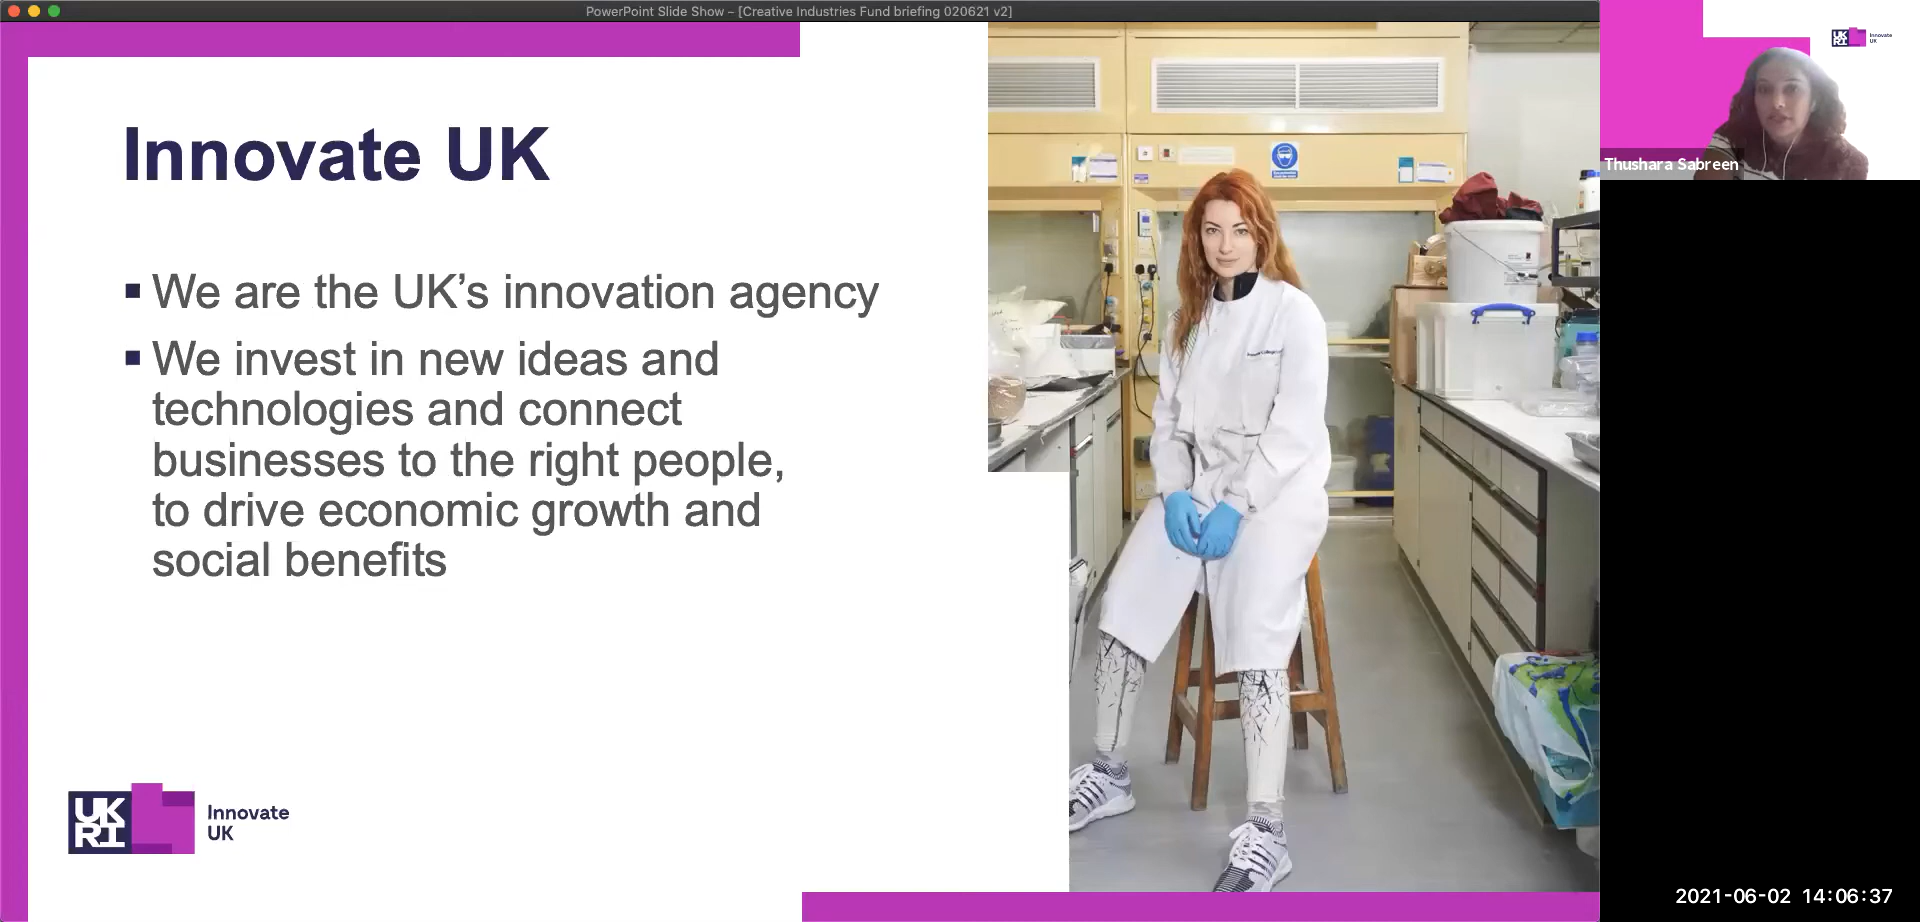 PowerPoint Slide Show – [Creative Industries Fund briefing 020621 v2]
Innovate UK
▪ We are the UK’s innovation agency
▪ We invest in new ideas and
technologies and connect
businesses to the right people,
to drive economic growth and
social benefits
UK
RI
Innovate
UK
UK
RI
Innovate
UK
Thushara Sabreen
2021-06-02 14:06:37